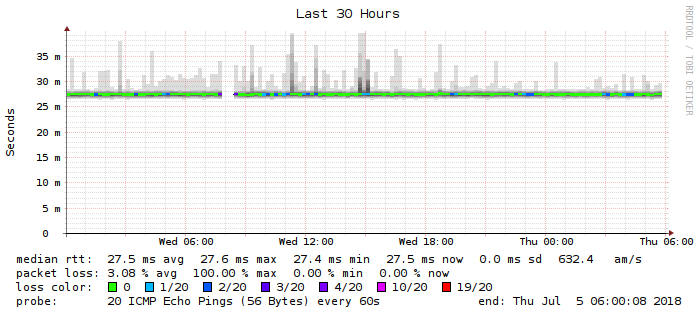 Last 30 Hours
RRDTOOL / TOBI OETIKER
Seconds
35 m
30 m
25 m
20 m
15 m
10 m
5 m
0
Wed 06:00 Wed 12:00 Wed 18:00 Thu 00:00 Thu 06:00
median rtt: 27.5 ms avg 27.6 ms max 27.4 ms min 27.5 ms now 0.0 ms sd 632.4 am/s
packet loss: 3.08 % avg 100.00 % max 0.00 % min 0.00 % now
loss color: 0 1/20 2/20 3/20 4/20 10/20 19/20
probe: 20 ICMP Echo Pings (56 Bytes) every 60s end: Thu Jul 5 06:00:08 2018